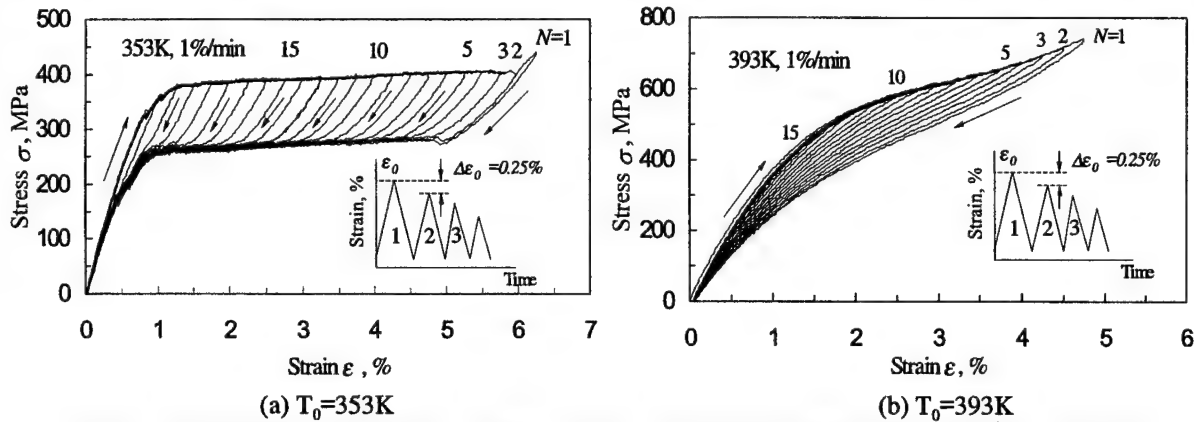 500
400
300
200
100
0
Stress σ, MPa
353K, 1%/min
15
10
5
3
2
N=1
ε₀
Δε₀ =0.25%
Strain, %
1
2
3
Time
0
1
2
3
4
5
6
7
Strain ε , %
(a) T₀=353K
800
600
400
200
0
Stress σ, MPa
393K, 1%/min
15
10
5
3
2
N=1
ε₀
Δε₀ =0.25%
Strain, %
1
2
3
Time
0
1
2
3
4
5
6
Strain ε , %
(b) T₀=393K